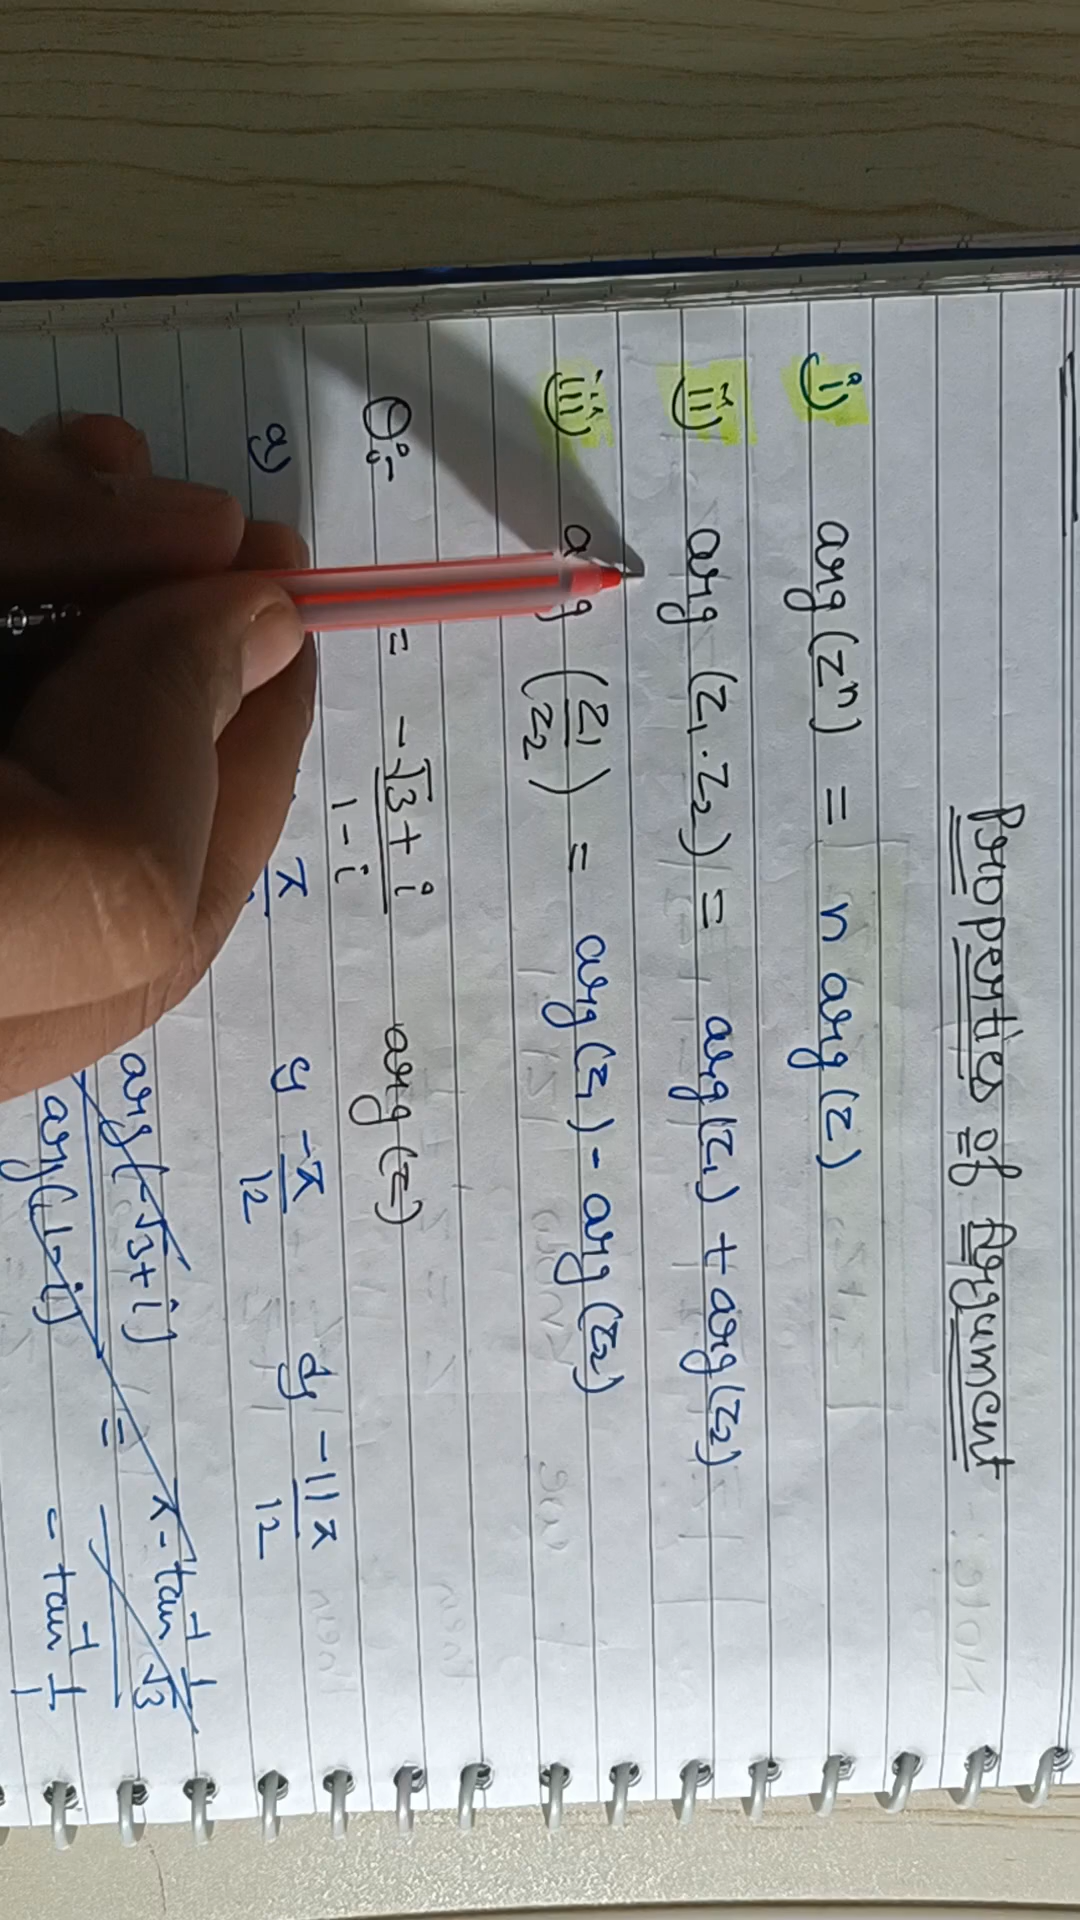 Properties of Argument
i) arg (zⁿ) = n arg (z)
ii) arg (z₁ . z₂) = arg (z₁) + arg (z₂)
iii) arg (z₁/z₂) = arg (z₁) - arg (z₂)
Q:- = -√3 + i / 1 - i arg (z)
a) π c) -π/12 d) -11π/12
arg (-√3 + i) / arg (1 - i) = π - tan⁻¹ 1/√3 / - tan⁻¹ 1/1